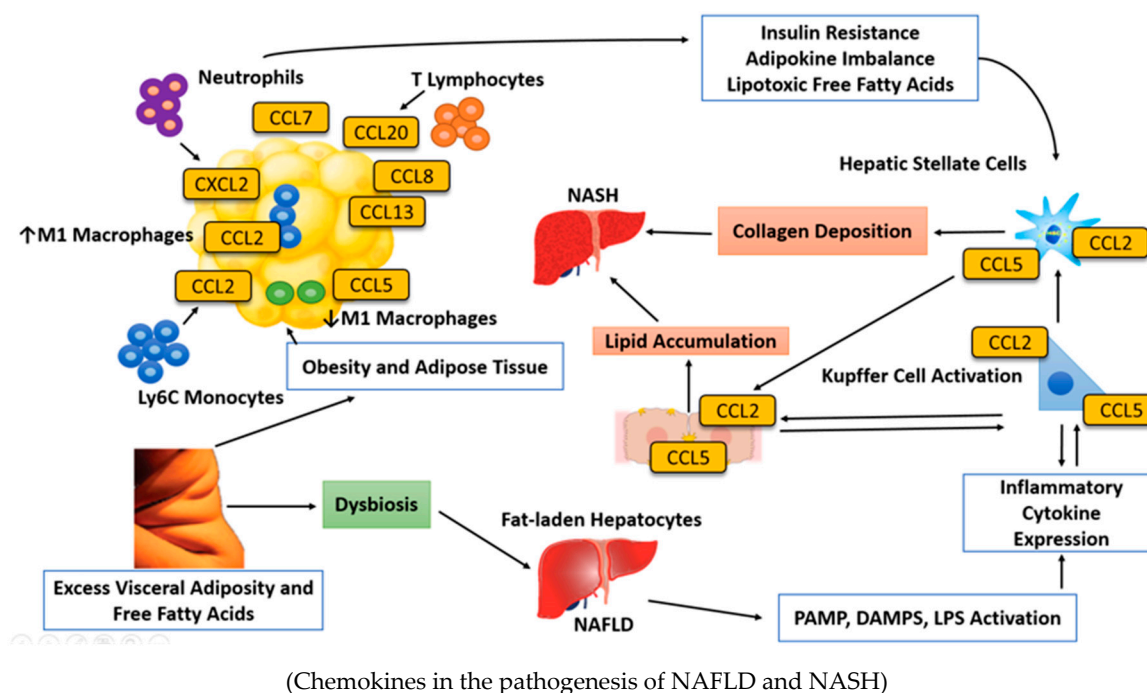 Insulin Resistance
Adipokine Imbalance
Lipotoxic Free Fatty Acids
Neutrophils
T Lymphocytes
CCL7
CCL20
CCL8
CXCL2
CCL13
↑M1 Macrophages
CCL2
CCL2
CCL5
↓M1 Macrophages
Ly6C Monocytes
Obesity and Adipose Tissue
Hepatic Stellate Cells
NASH
Collagen Deposition
CCL2
CCL5
Lipid Accumulation
CCL2
Kupffer Cell Activation
CCL5
CCL2
CCL5
Inflammatory
Cytokine
Expression
Dysbiosis
Fat-laden Hepatocytes
NAFLD
Excess Visceral Adiposity and
Free Fatty Acids
PAMP, DAMPS, LPS Activation
(Chemokines in the pathogenesis of NAFLD and NASH)